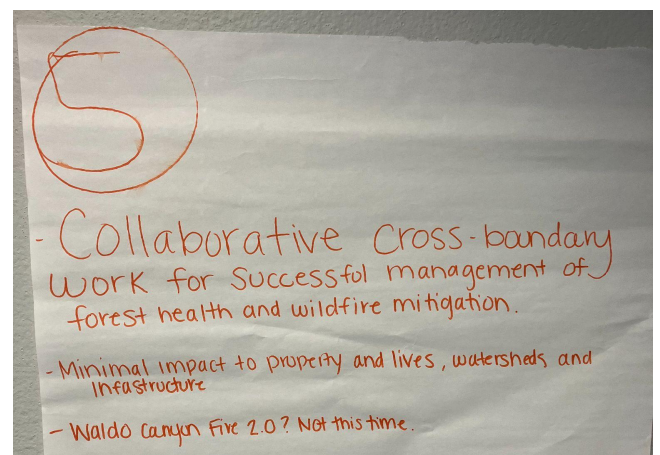 5
- Collaborative cross-boundary
work for successful management of
forest health and wildfire mitigation.
- Minimal impact to property and lives, watersheds, and
Infastructure
- Waldo Canyon Fire 2.0? Not this time.